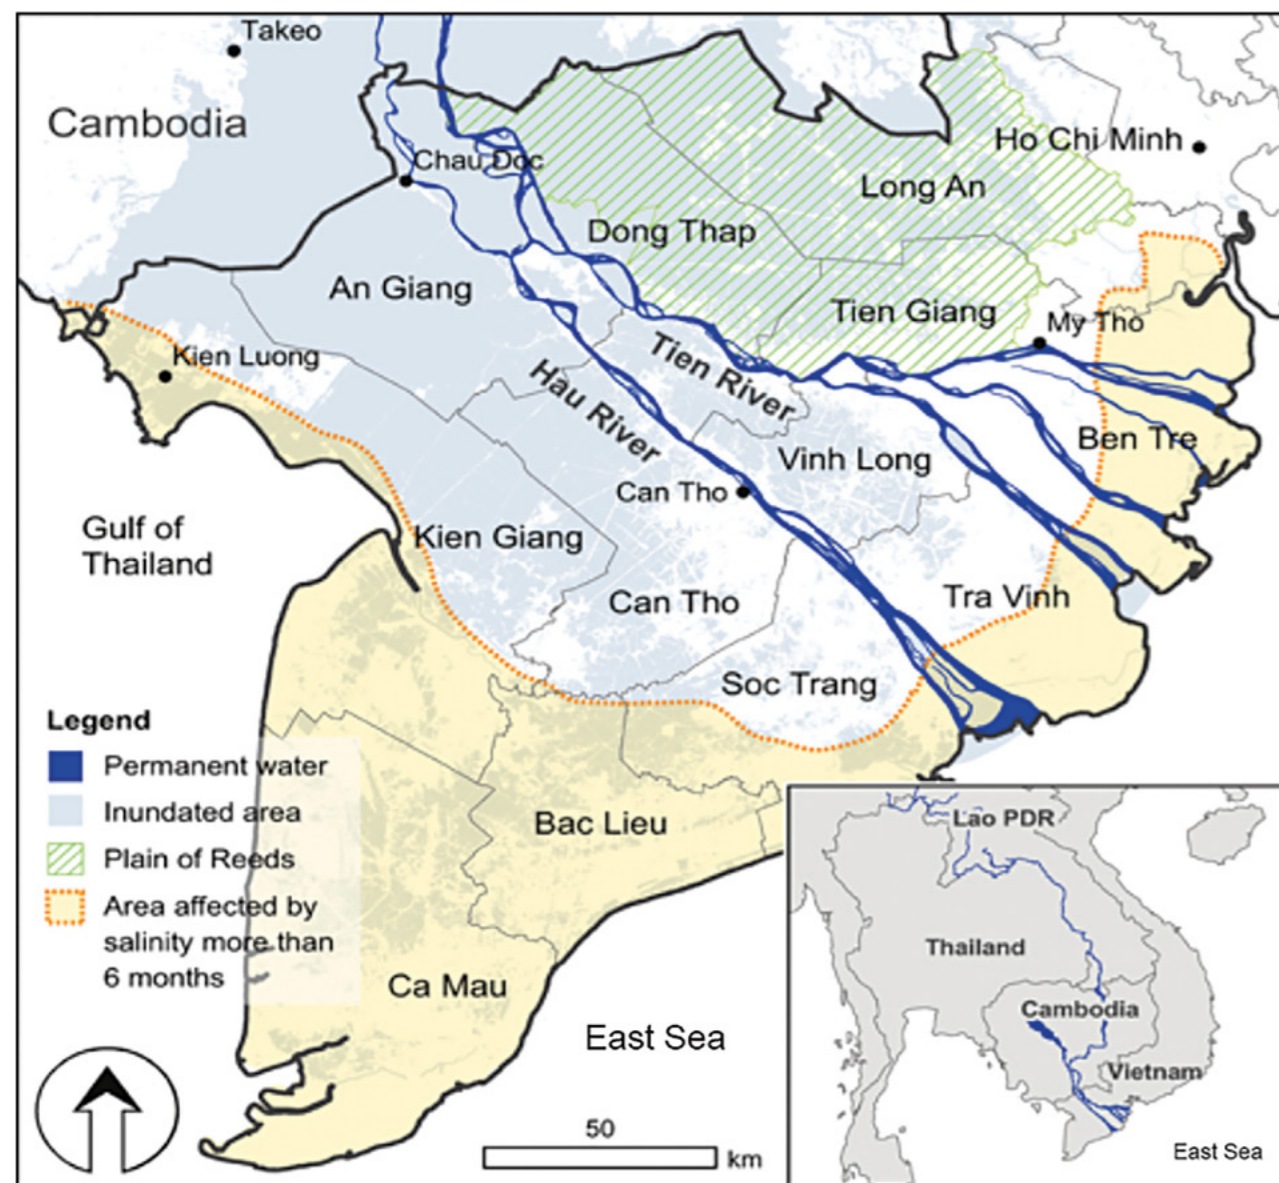 Takeo
Cambodia
Ho Chi Minh
Chau Doc
Long An
Dong Thap
An Giang
Tien Giang
My Tho
Kien Luong
Tien River
Hau River
Ben Tre
Vinh Long
Can Tho
Gulf of
Thailand
Kien Giang
Can Tho
Tra Vinh
Soc Trang
Legend
Permanent water
Inundated area
Plain of Reeds
Area affected by
salinity more than
6 months
Bac Lieu
Ca Mau
East Sea
50
km
Lao PDR
Thailand
Cambodia
Vietnam
East Sea